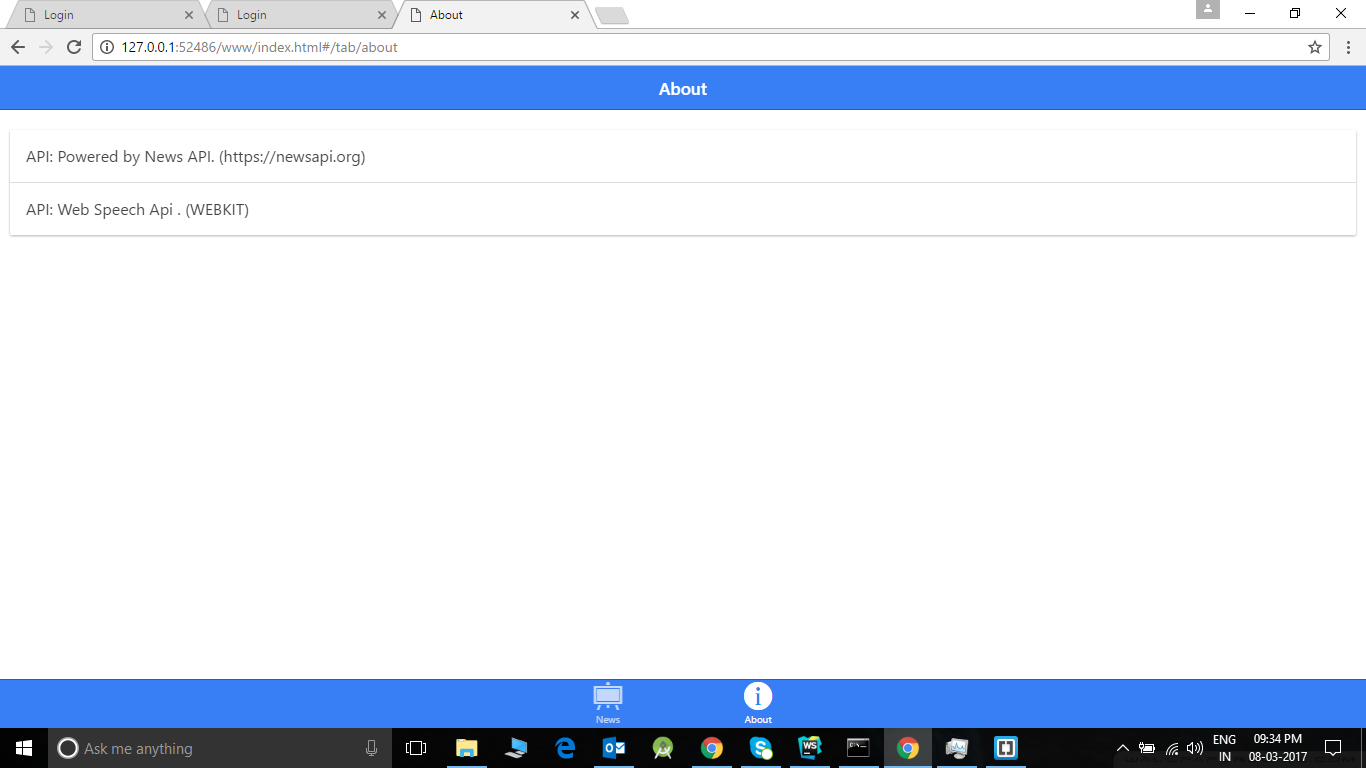 Login
Login
About
127.0.0.1:52486/www/index.html#/tab/about
About
API: Powered by News API. (https://newsapi.org)
API: Web Speech Api . (WEBKIT)
News
About
Ask me anything
ENG
IN
09:34 PM
08-03-2017